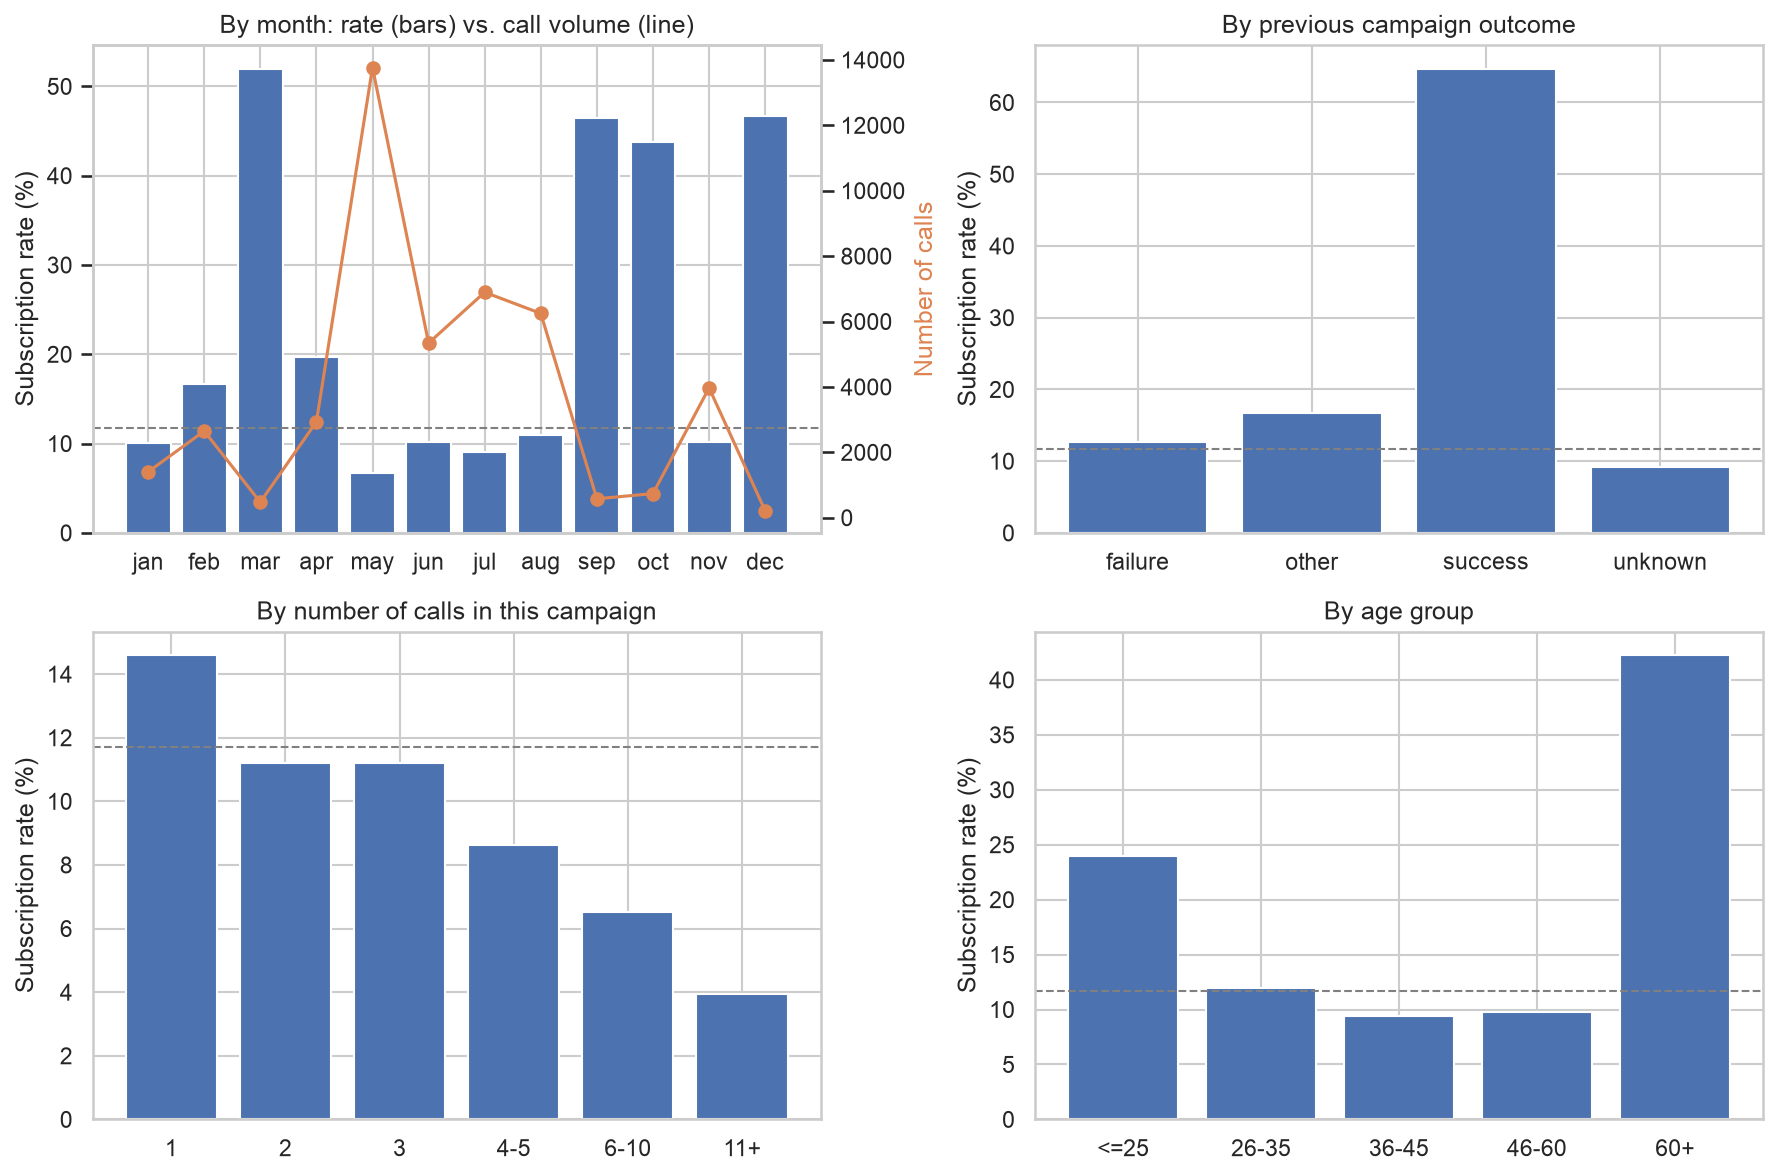 By month: rate (bars) vs. call volume (line)
Subscription rate (%)
50
40
30
20
10
0
14000
12000
10000
8000
6000
4000
2000
0
Number of calls
jan feb mar apr may jun jul aug sep oct nov dec
By previous campaign outcome
Subscription rate (%)
60
50
40
30
20
10
0
failure other success unknown
By number of calls in this campaign
Subscription rate (%)
14
12
10
8
6
4
2
0
1 2 3 4-5 6-10 11+
By age group
Subscription rate (%)
40
35
30
25
20
15
10
5
0
<=25 26-35 36-45 46-60 60+